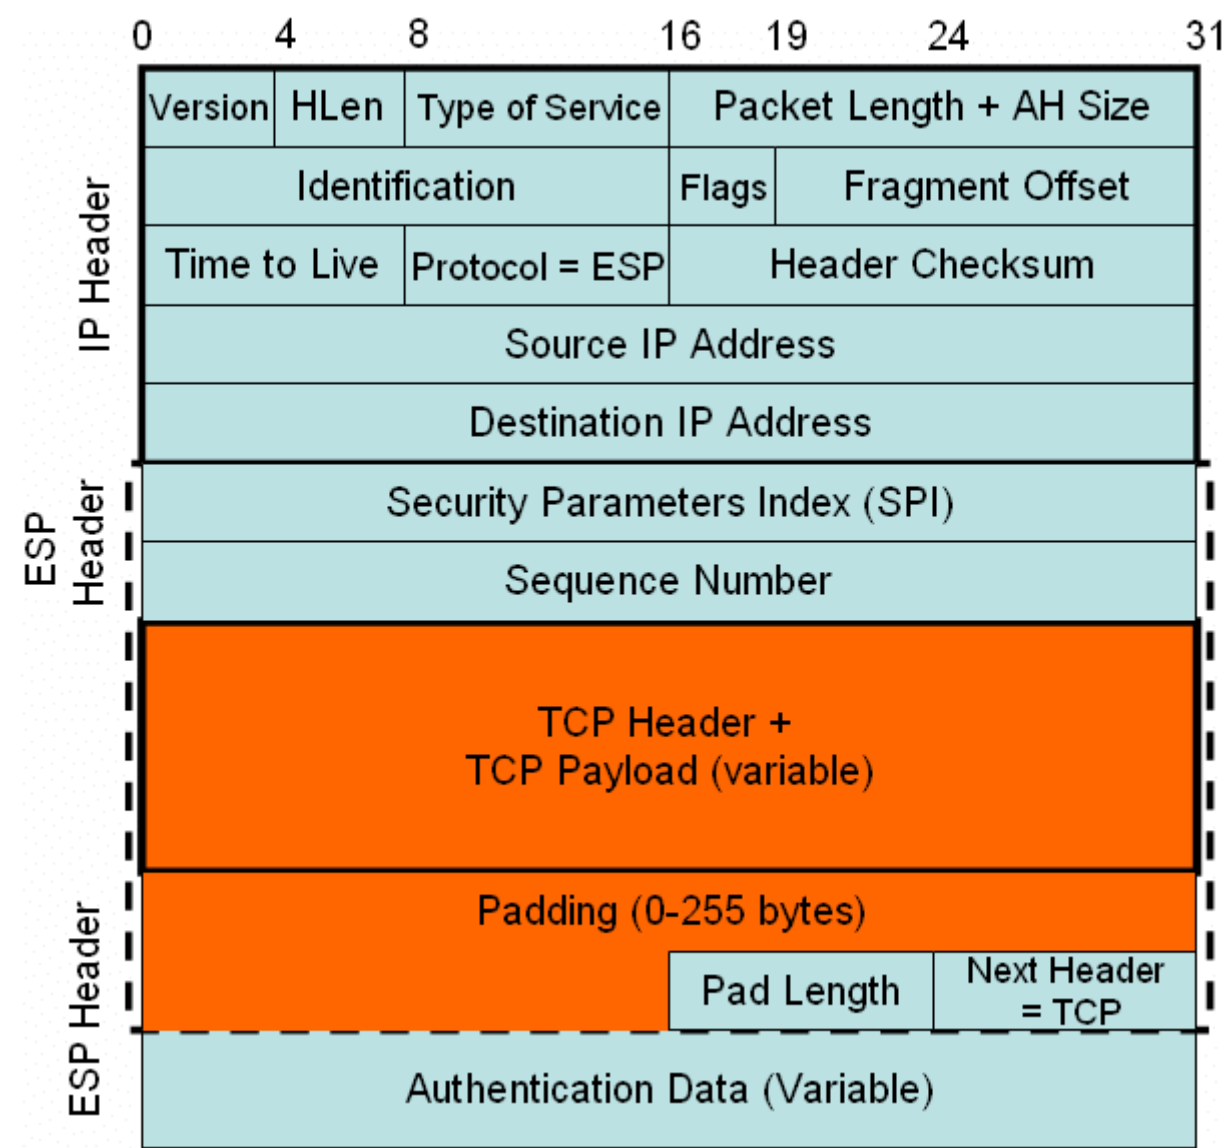 0 4 8 16 19 24 31
Version HLen Type of Service Packet Length + AH Size
Identification Flags Fragment Offset
Time to Live Protocol = ESP Header Checksum
Source IP Address
Destination IP Address
IP Header
Security Parameters Index (SPI)
Sequence Number
ESP
Header
TCP Header +
TCP Payload (variable)
Padding (0-255 bytes)
Pad Length
Next Header
= TCP
Authentication Data (Variable)
ESP Header